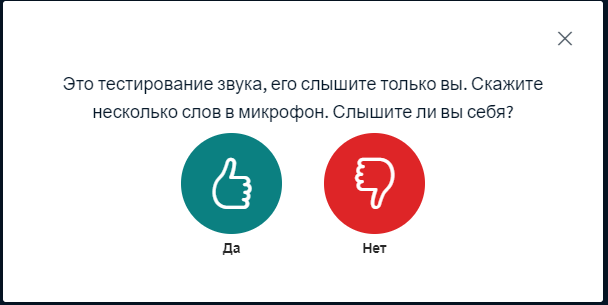 Это тестирование звука, его слышите только вы. Скажите
несколько слов в микрофон. Слышите ли вы себя?
Да
Нет